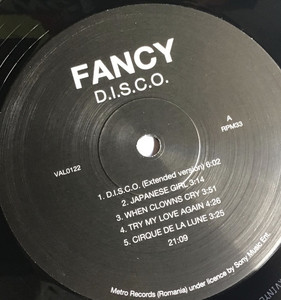 FANCY
D.I.S.C.O.
VAL0122
A
RPM33
1. D.I.S.C.O. (Extended version) 6:02
2. JAPANESE GIRL 3:14
3. WHEN CLOWNS CRY 3:51
4. TRY MY LOVE AGAIN 4:26
5. CIRQUE DE LA LUNE 3:25
21:09
Metro Records (Romania) under licence by Sony Music Ent.